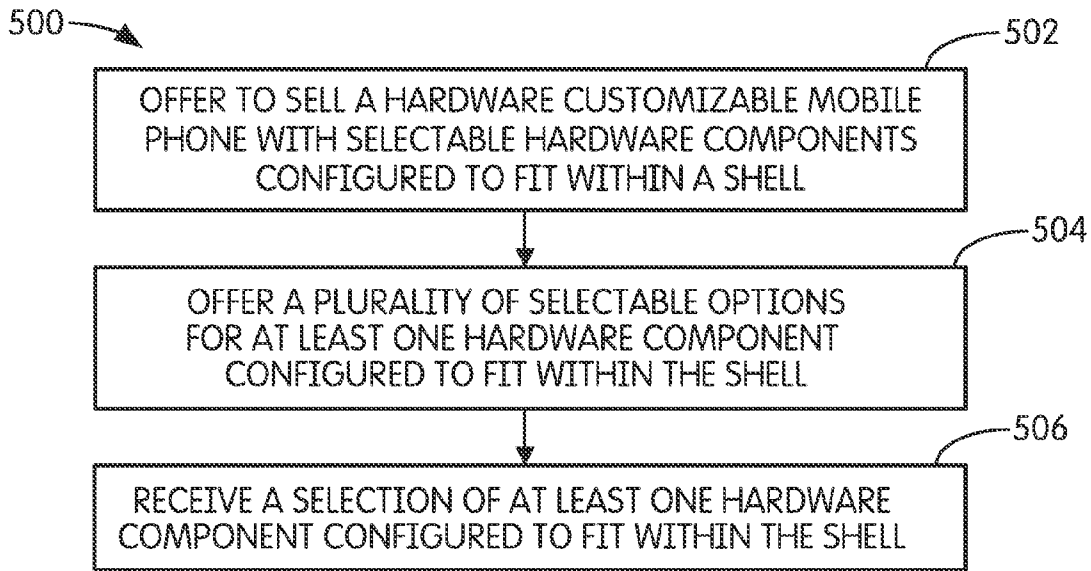 500
502
OFFER TO SELL A HARDWARE CUSTOMIZABLE MOBILE
PHONE WITH SELECTABLE HARDWARE COMPONENTS
CONFIGURED TO FIT WITHIN A SHELL
504
OFFER A PLURALITY OF SELECTABLE OPTIONS
FOR AT LEAST ONE HARDWARE COMPONENT
CONFIGURED TO FIT WITHIN THE SHELL
506
RECEIVE A SELECTION OF AT LEAST ONE HARDWARE
COMPONENT CONFIGURED TO FIT WITHIN THE SHELL